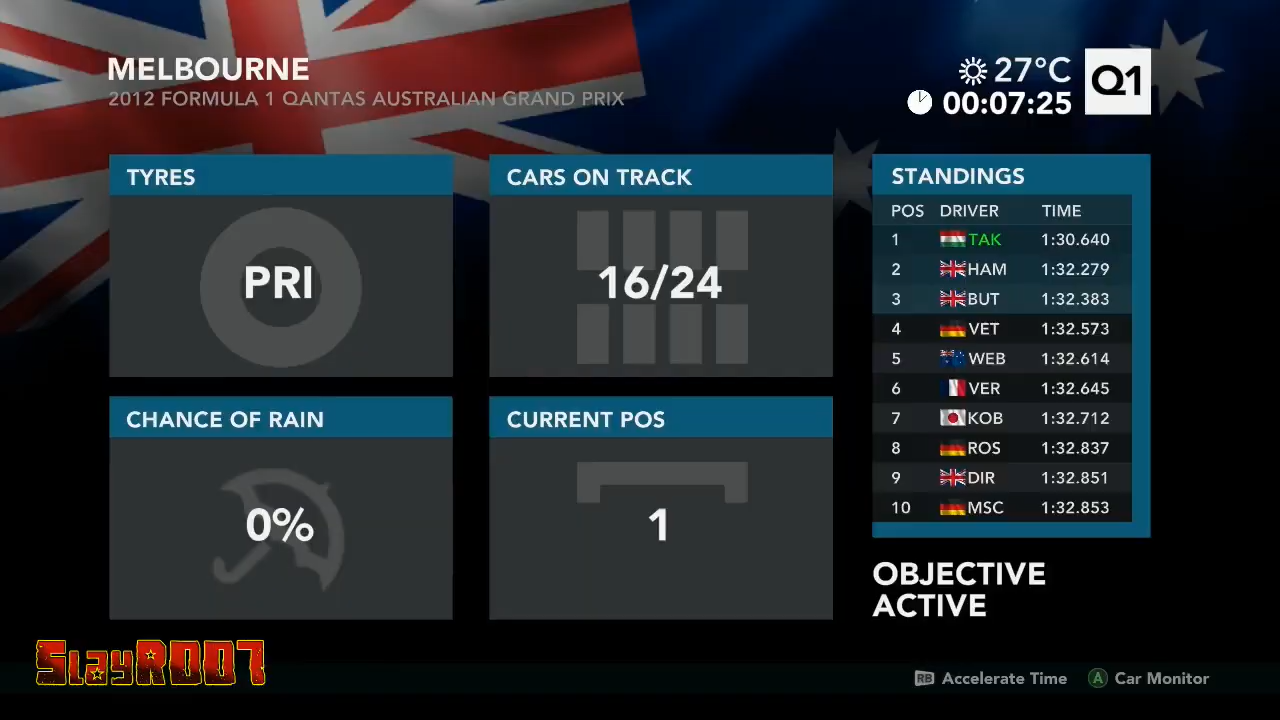 MELBOURNE
2012 FORMULA 1 QANTAS AUSTRALIAN GRAND PRIX
27°C
00:07:25
Q1
TYRES
PRI
CARS ON TRACK
16/24
CHANCE OF RAIN
0%
CURRENT POS
1
STANDINGS
POS DRIVER TIME
1 TAK 1:30.640
2 HAM 1:32.279
3 BUT 1:32.383
4 VET 1:32.573
5 WEB 1:32.614
6 VER 1:32.645
7 KOB 1:32.712
8 ROS 1:32.837
9 DIR 1:32.851
10 MSC 1:32.853
OBJECTIVE
ACTIVE
SlayR007
RB Accelerate Time A Car Monitor